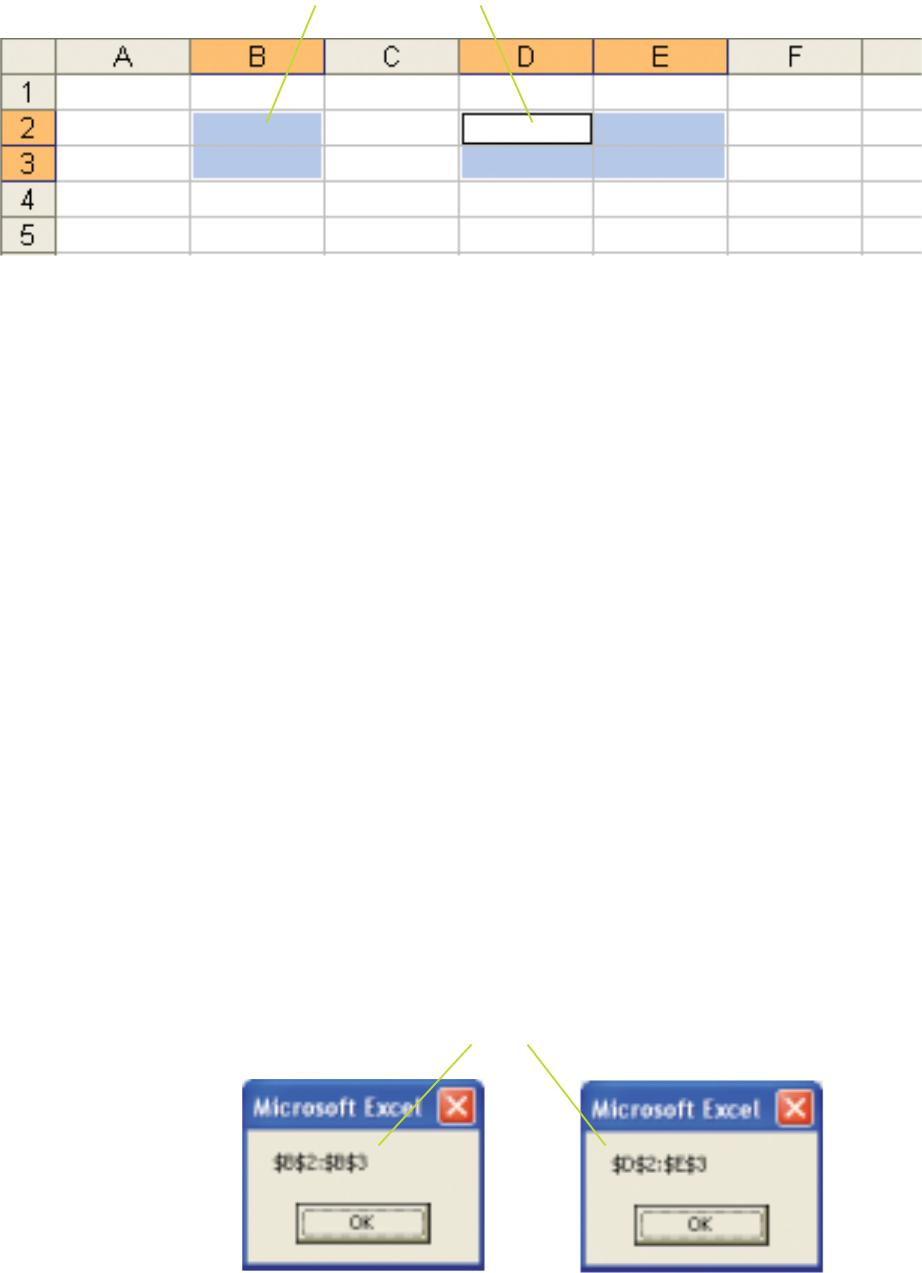 A B C D E F
1
2
3
4
5
Microsoft Excel
$B$2:$B$3
OK
Microsoft Excel
$D$2:$E$3
OK